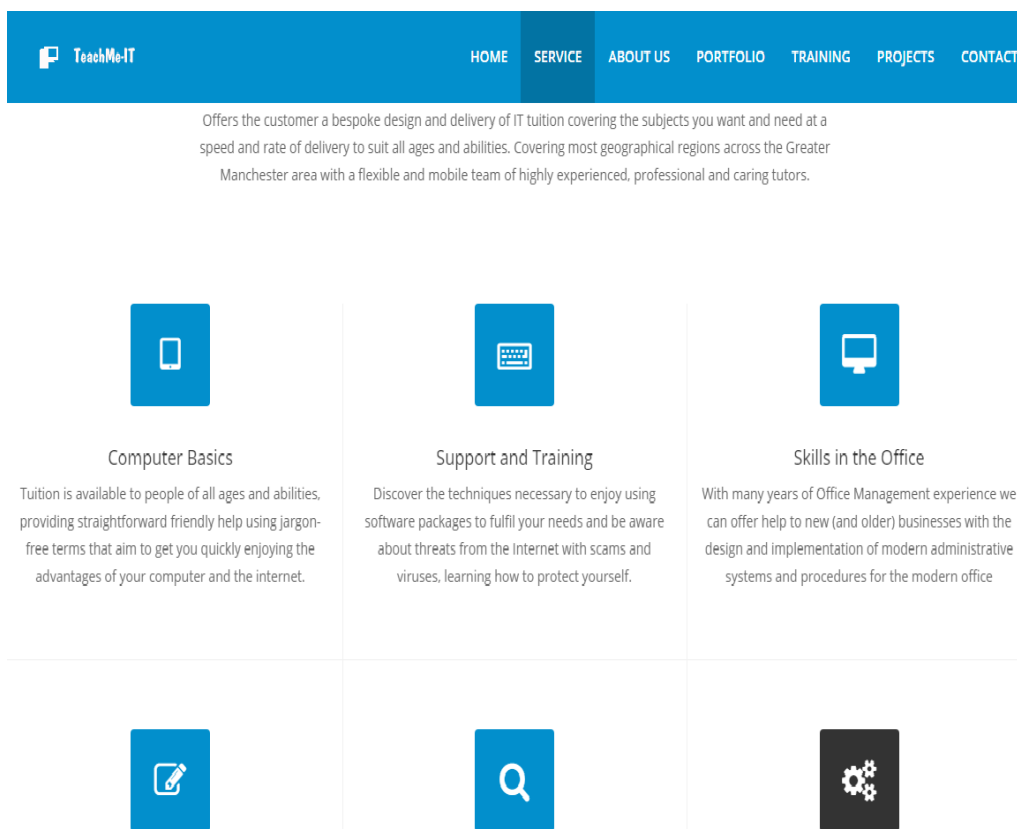 TeachMe-IT
HOME SERVICE ABOUT US PORTFOLIO TRAINING PROJECTS CONTACT
Offers the customer a bespoke design and delivery of IT tuition covering the subjects you want and need at a
speed and rate of delivery to suit all ages and abilities. Covering most geographical regions across the Greater
Manchester area with a flexible and mobile team of highly experienced, professional and caring tutors.
Computer Basics
Tuition is available to people of all ages and abilities,
providing straightforward friendly help using jargon-
free terms that aim to get you quickly enjoying the
advantages of your computer and the internet.
Support and Training
Discover the techniques necessary to enjoy using
software packages to fulfil your needs and be aware
about threats from the Internet with scams and
viruses, learning how to protect yourself.
Skills in the Office
With many years of Office Management experience we
can offer help to new (and older) businesses with the
design and implementation of modern administrative
systems and procedures for the modern office